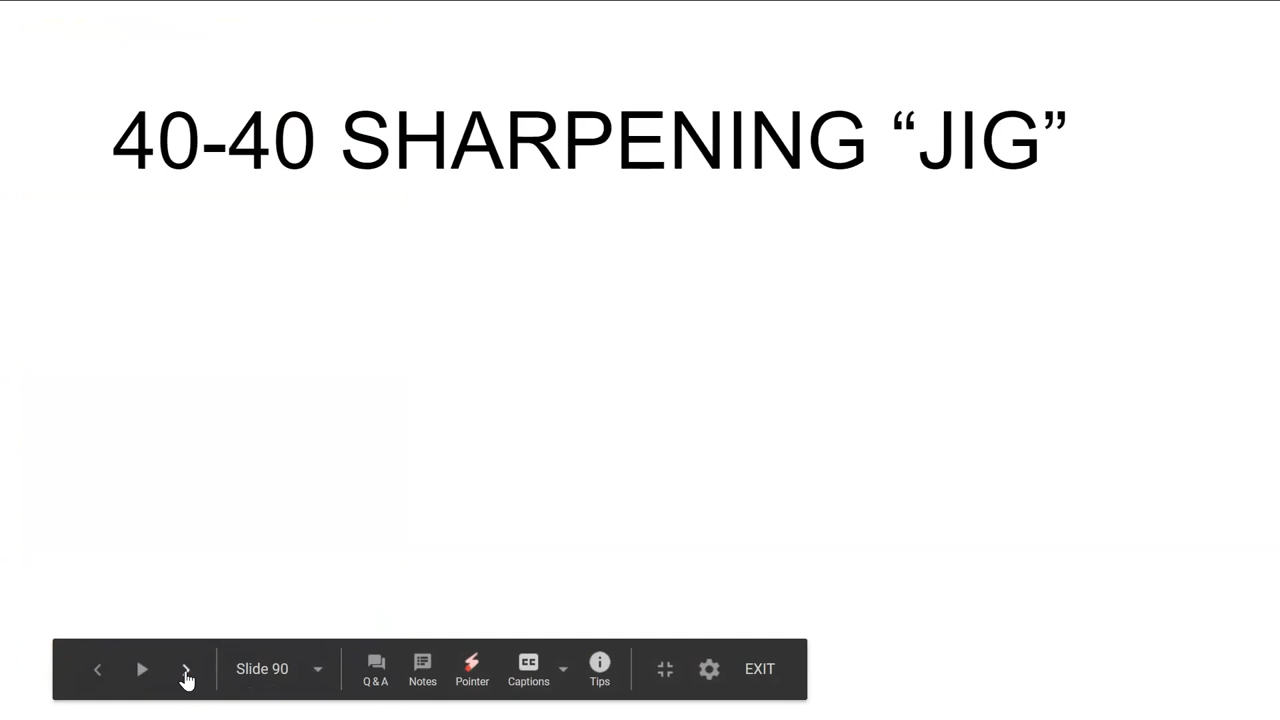 40-40 SHARPENING “JIG”
Slide 90
Q & A
Notes
Pointer
Captions
Tips
EXIT